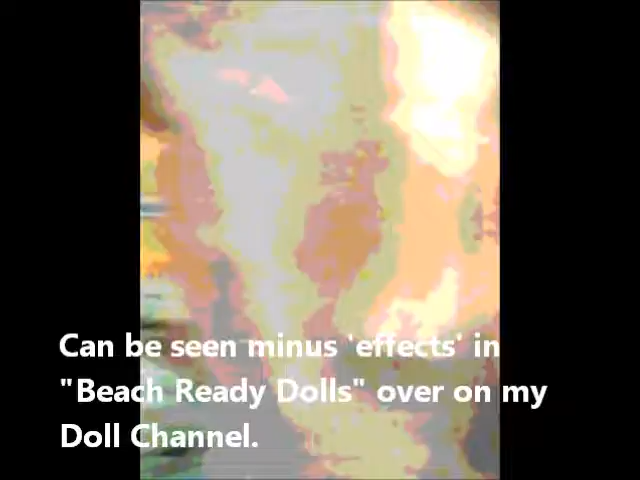 Can be seen minus 'effects' in
"Beach Ready Dolls" over on my
Doll Channel.